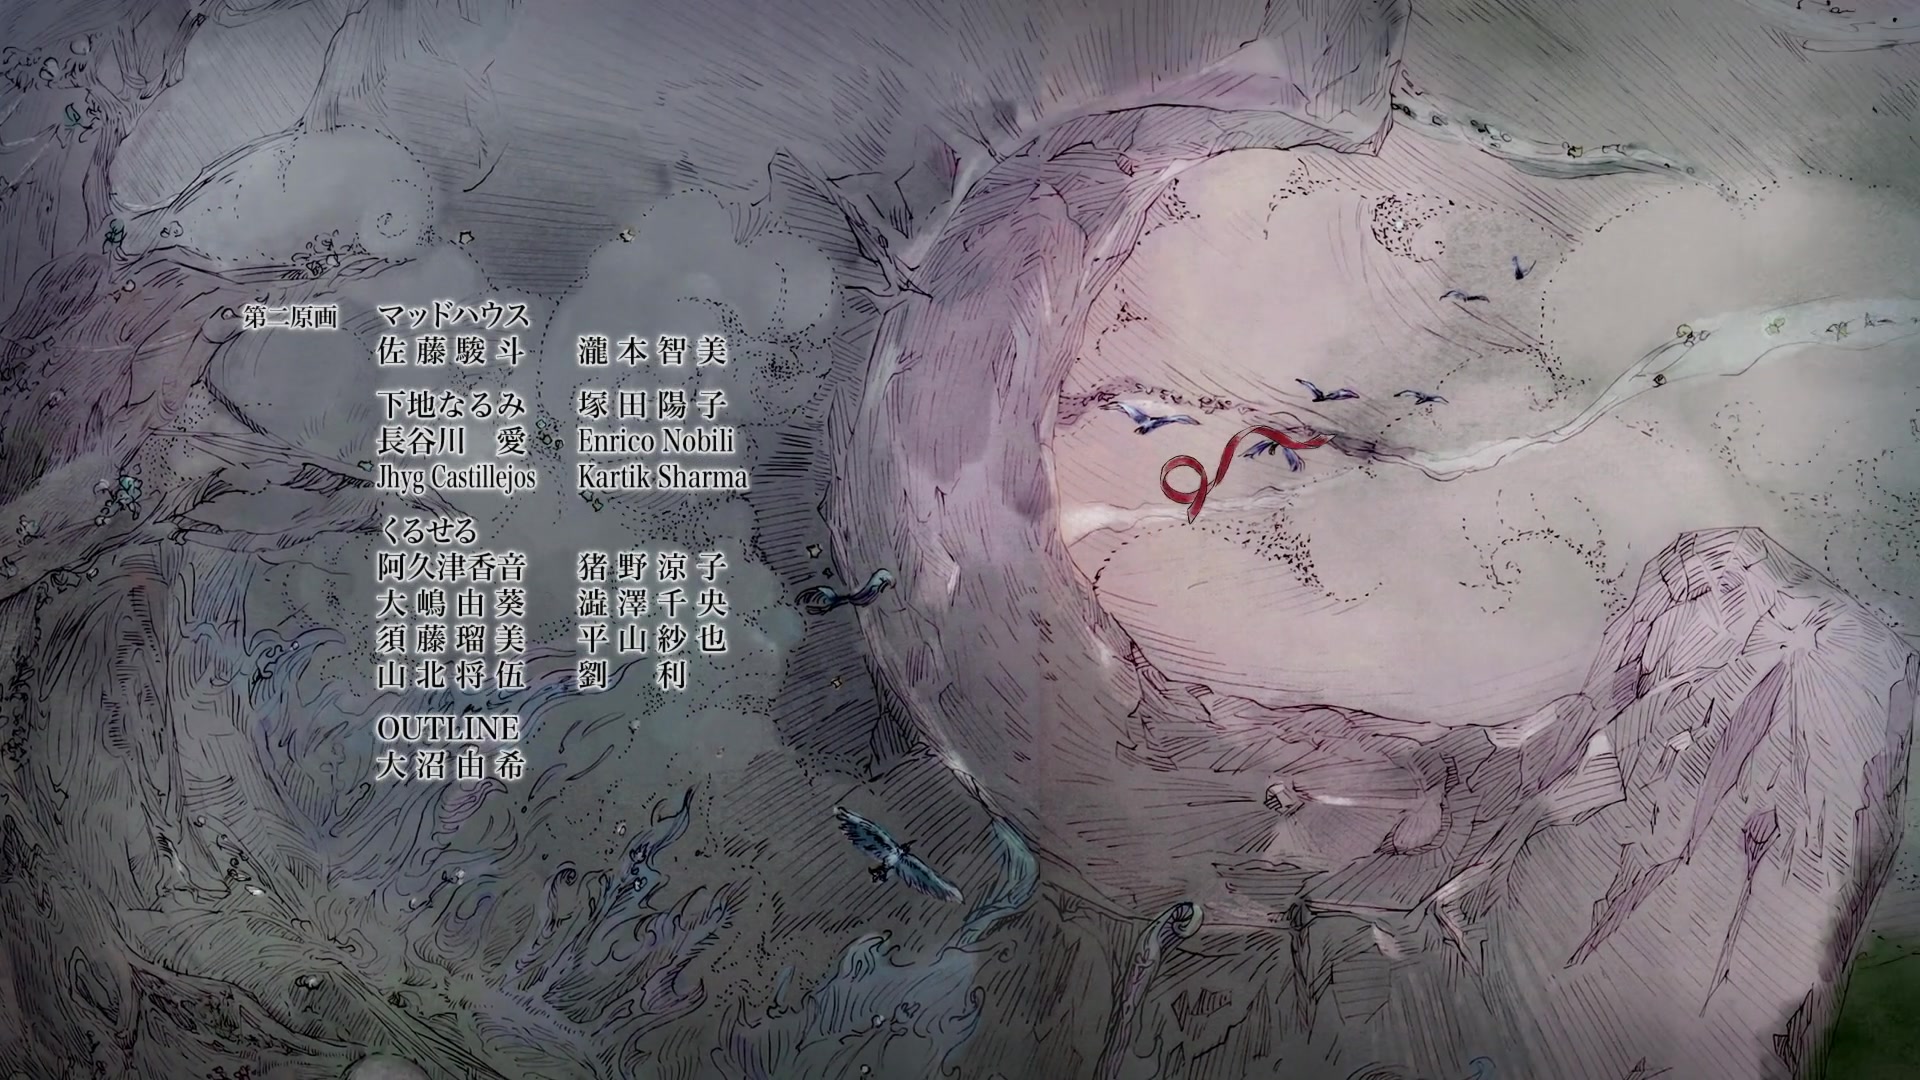 第二原画 マッドハウス
佐藤駿斗 瀧本智美
下地なるみ 塚田陽子
長谷川 愛 Enrico Nobili
Jhyg Castillejos Kartik Sharma
くるせる
阿久津香音 猪野涼子
大嶋由葵 澁澤千央
須藤瑠美 平山紗也
山北将伍 劉 利
OUTLINE
大沼由希